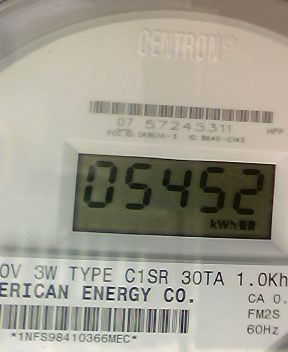 CENTRON®
07 57245311
HPP
05452
kWh
0V 3W TYPE C1SR 30TA 1.0Kh
ERICAN ENERGY CO.
CA 0.
FM2S
60Hz
*1NFS98410366MEC*